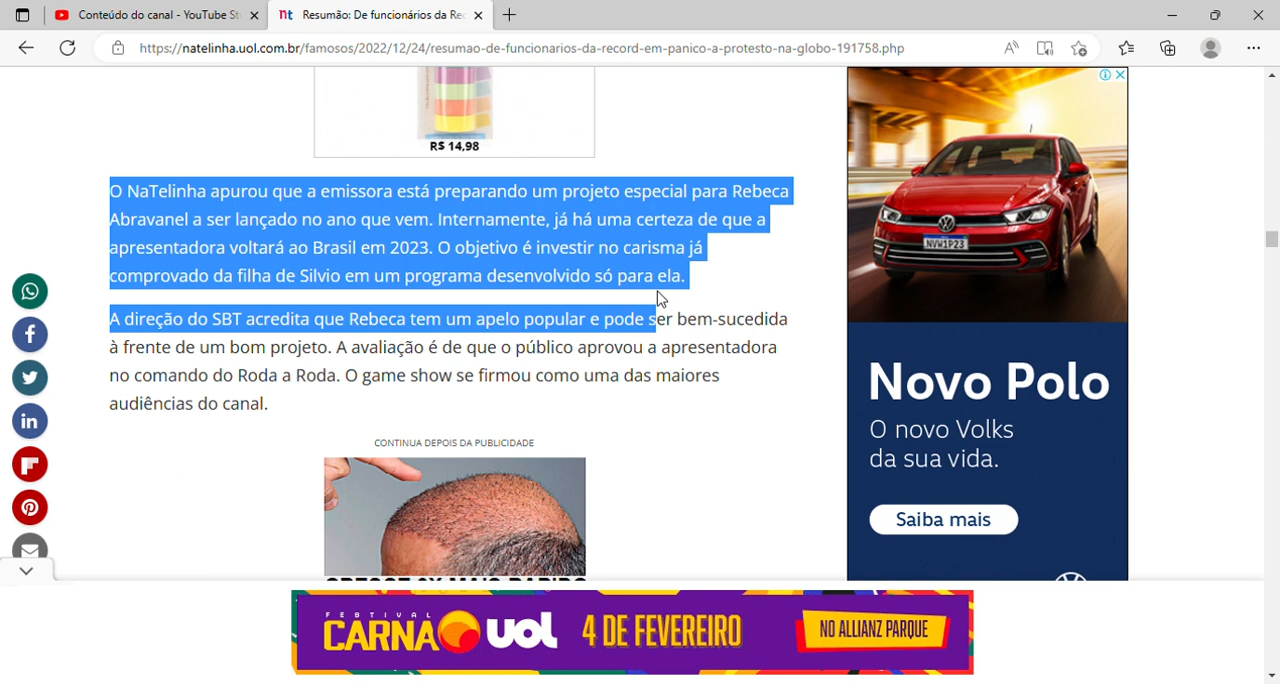 Conteúdo do canal - YouTube St
nt Resumão: De funcionários da Rec
https://natelinha.uol.com.br/famosos/2022/12/24/resumao-de-funcionarios-da-record-em-panico-a-protesto-na-globo-191758.php
R$ 14,98
O NaTelinha apurou que a emissora está preparando um projeto especial para Rebeca
Abravanel a ser lançado no ano que vem. Internamente, já há uma certeza de que a
apresentadora voltará ao Brasil em 2023. O objetivo é investir no carisma já
comprovado da filha de Silvio em um programa desenvolvido só para ela.
A direção do SBT acredita que Rebeca tem um apelo popular e pode ser bem-sucedida
à frente de um bom projeto. A avaliação é de que o público aprovou a apresentadora
no comando do Roda a Roda. O game show se firmou como uma das maiores
audiências do canal.
CONTINUA DEPOIS DA PUBLICIDADE
NVW1P23
Novo Polo
O novo Volks
da sua vida.
Saiba mais
FESTIVAL
CARNAUOL
4 DE FEVEREIRO
NO ALLIANZ PARQUE